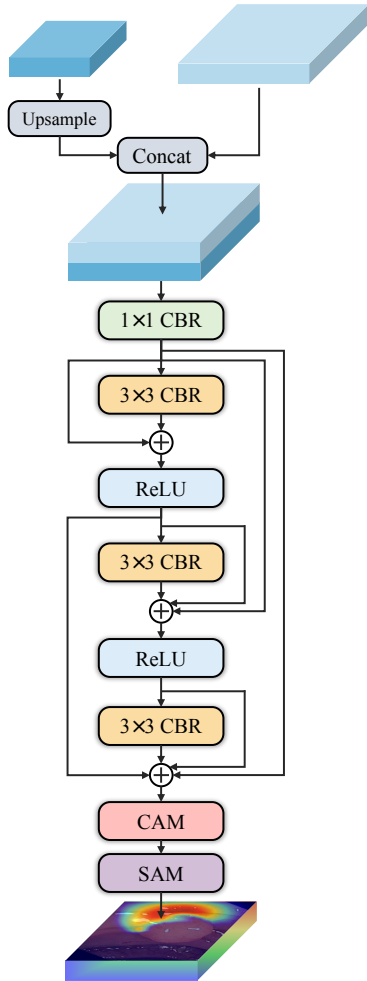 Upsample
Concat
1×1 CBR
3×3 CBR
ReLU
3×3 CBR
ReLU
3×3 CBR
CAM
SAM